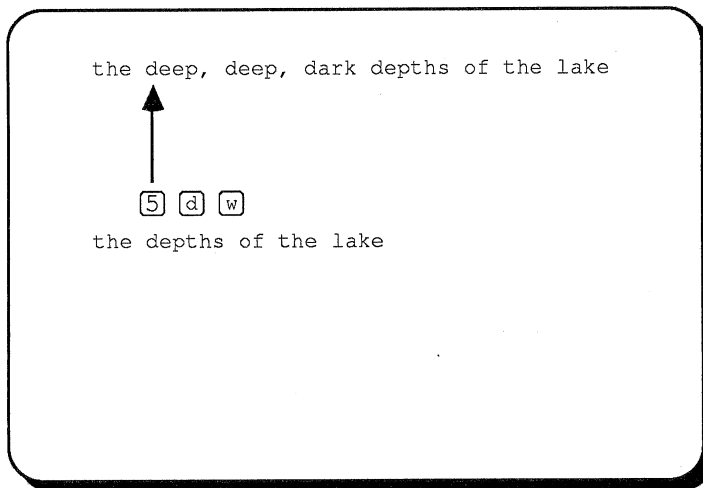 the deep, deep, dark depths of the lake
5 d w
the depths of the lake